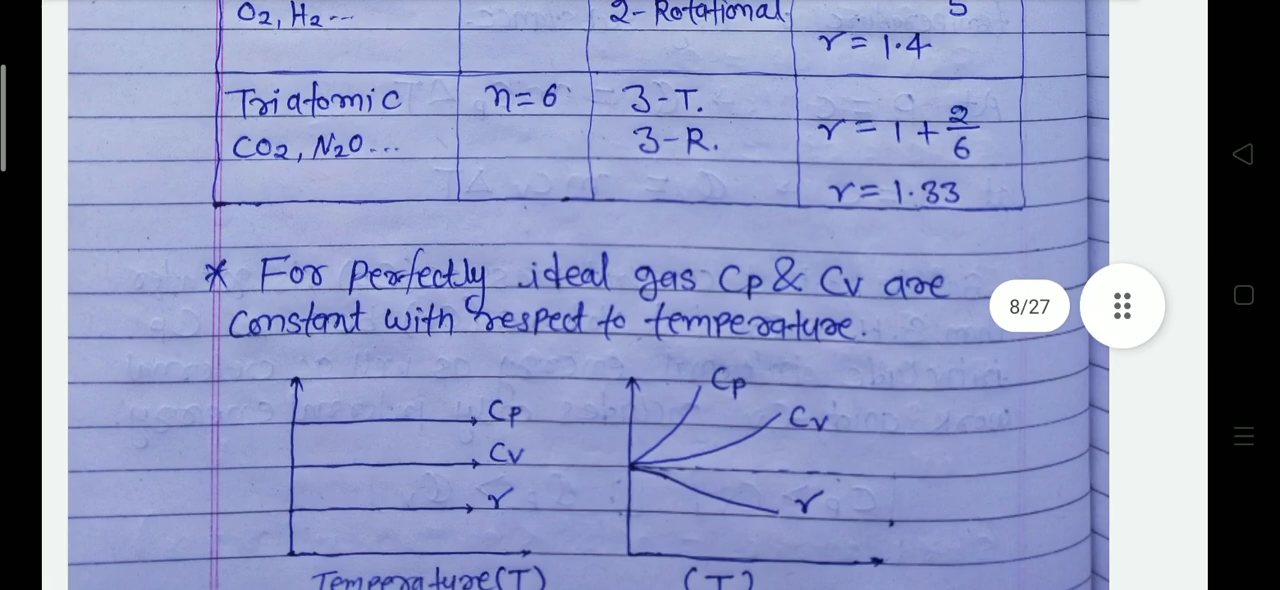 O2, H2---
2- Rotational
5
r = 1.4
Triatomic
n=6
3-T.
CO2, N2O...
3-R.
r = 1 + 2/6
r = 1.33
* For perfectly ideal gas Cp & Cv are
constant with respect to temperature.
8/27
Cp
Cv
r
Temperature(T)
Cp
Cv
r
(T)